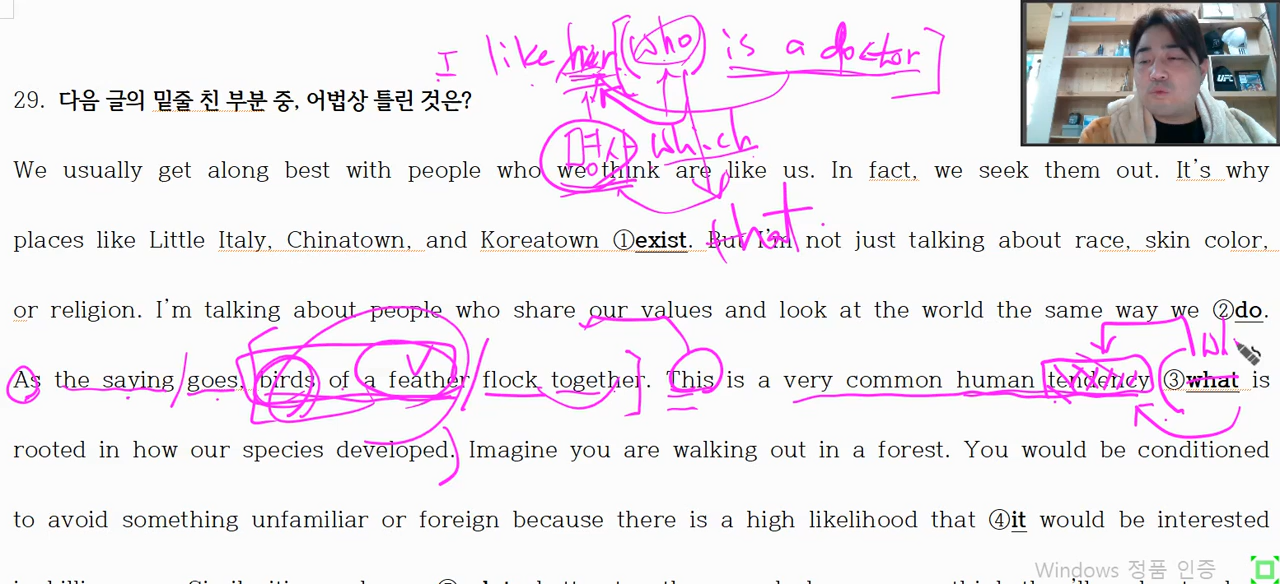 I like her [(who) is a doctor]
29. 다음 글의 밑줄 친 부분 중, 어법상 틀린 것은?
명사 which
We usually get along best with people who we think are like us. In fact, we seek them out. It's why
that
places like Little Italy, Chinatown, and Koreatown ①exist. But I'm not just talking about race, skin color,
or religion. I'm talking about people who share our values and look at the world the same way we ②do.
V
wh
As the saying goes, birds of a feather flock together. This is a very common human tendency ③what is
rooted in how our species developed. Imagine you are walking out in a forest. You would be conditioned
to avoid something unfamiliar or foreign because there is a high likelihood that ④it would be interested
Windows 정품 인증
UFC